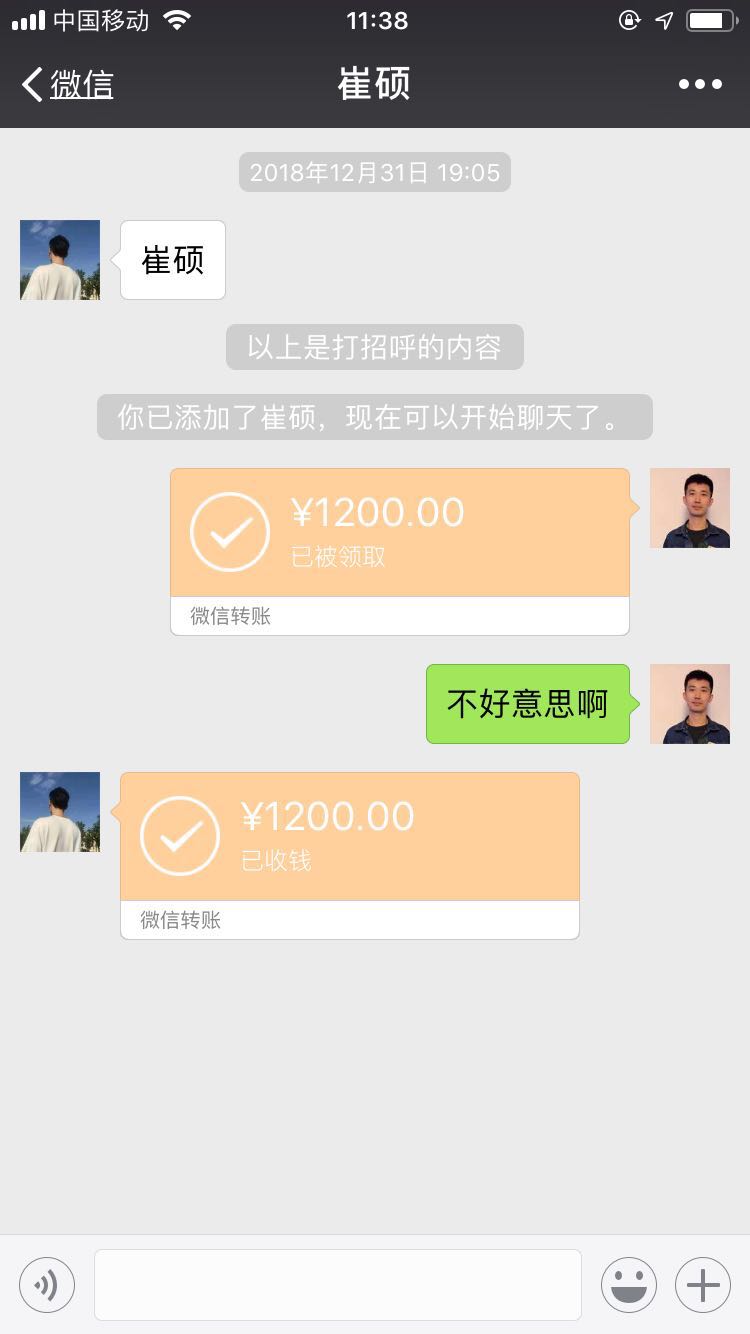 中国移动 11:38
微信 崔硕
2018年12月31日 19:05
崔硕
以上是打招呼的内容
你已添加了崔硕，现在可以开始聊天了。
¥1200.00
已被领取
微信转账
不好意思啊
¥1200.00
已收钱
微信转账